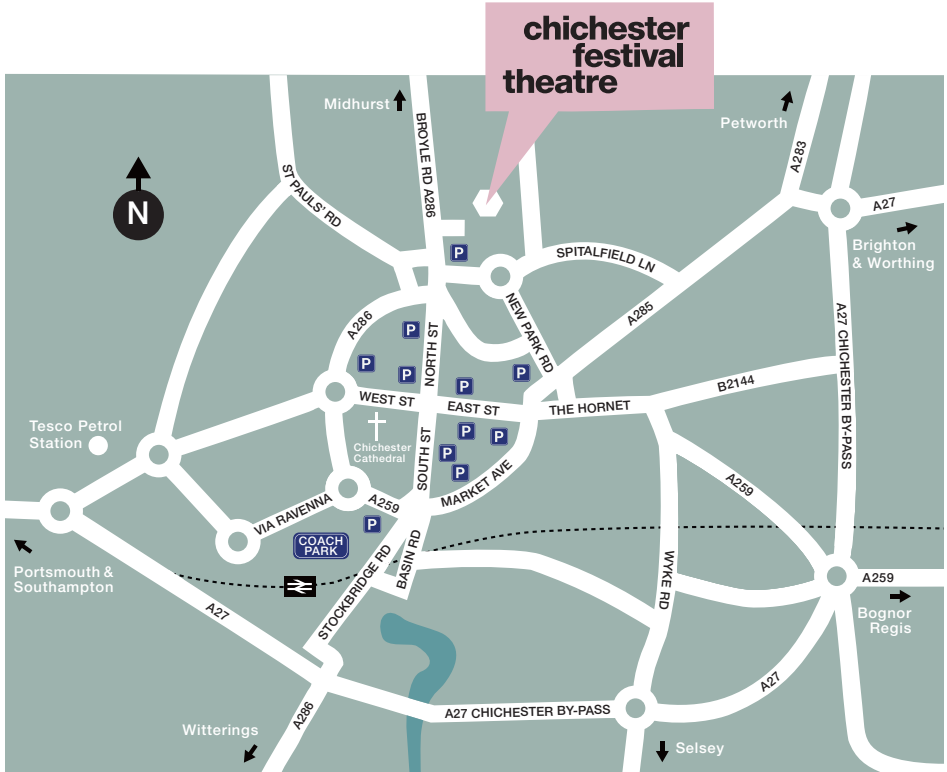 chichester
festival
theatre
Midhurst
Petworth
BROYLE RD A286
A283
ST PAULS' RD
N
A27
Brighton
& Worthing
P
SPITALFIELD LN
NEW PARK RD
A285
A286
P
NORTH ST
P
P
P
P
A27 CHICHESTER BY-PASS
B2144
WEST ST
EAST ST
THE HORNET
Tesco Petrol
Station
Chichester
Cathedral
P
P
P
P
SOUTH ST
MARKET AVE
A259
VIA RAVENNA
A259
P
COACH
PARK
BASIN RD
STOCKBRIDGE RD
WYKE RD
Portsmouth &
Southampton
A27
A259
Bognor
Regis
A27
A27 CHICHESTER BY-PASS
A286
Witterings
Selsey